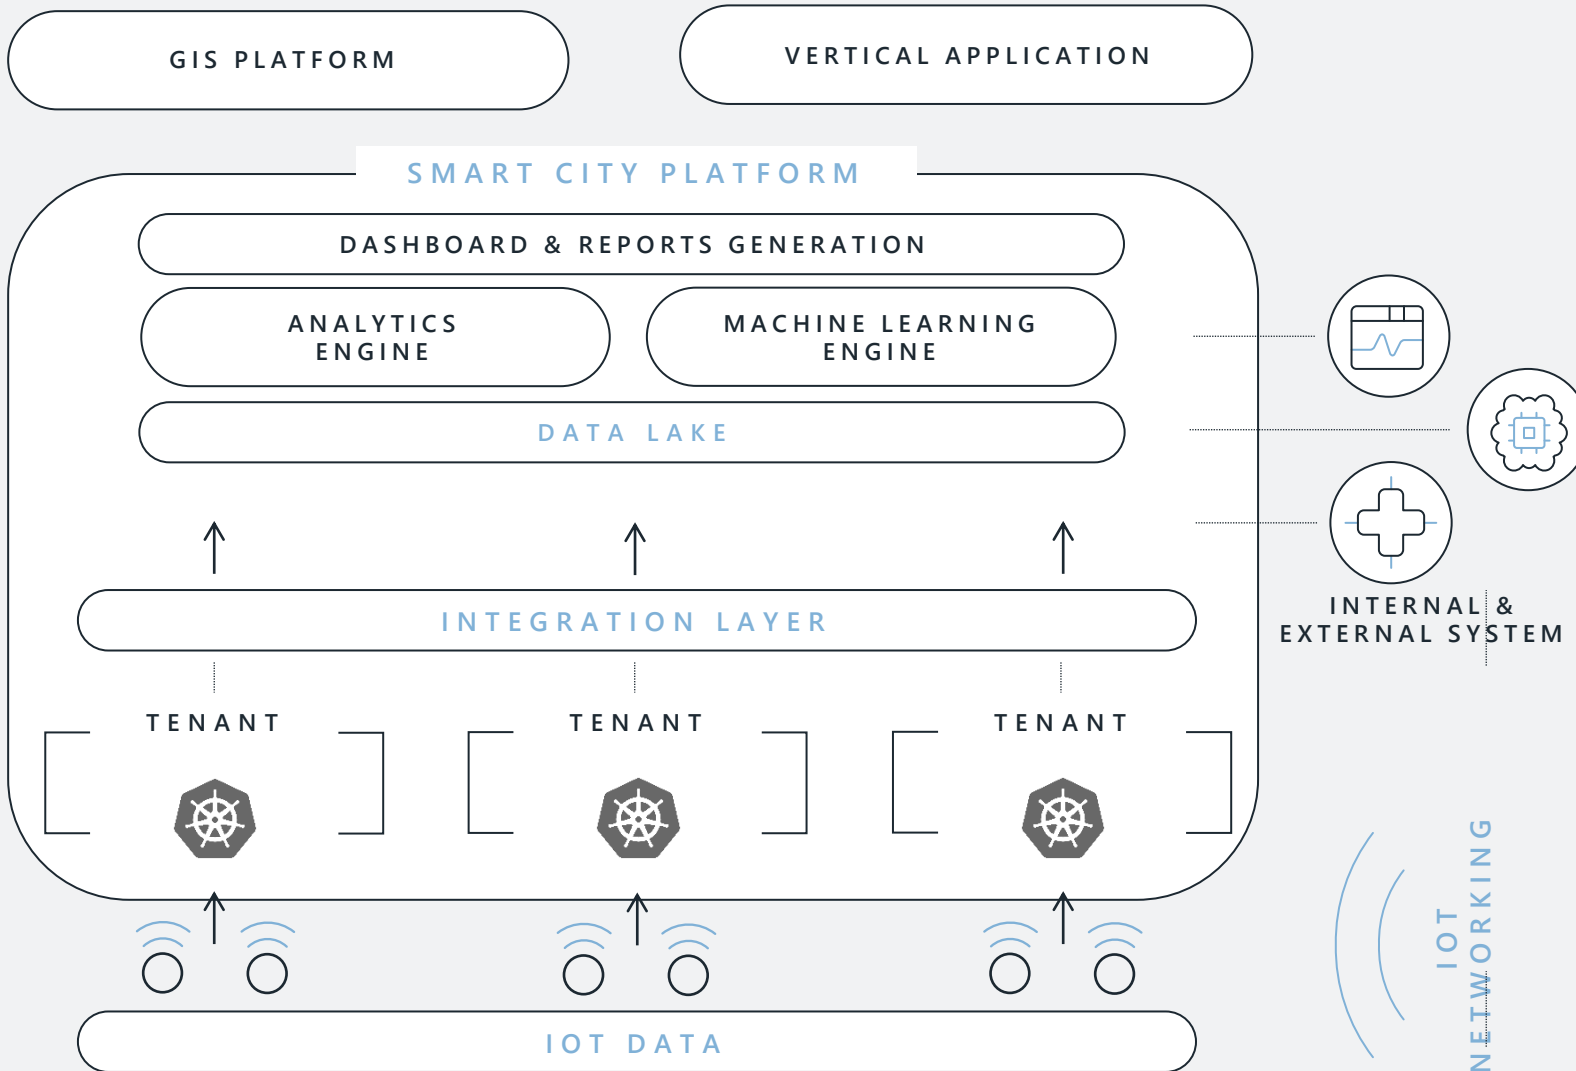 GIS PLATFORM
VERTICAL APPLICATION
SMART CITY PLATFORM
DASHBOARD & REPORTS GENERATION
ANALYTICS
ENGINE
MACHINE LEARNING
ENGINE
DATA LAKE
INTEGRATION LAYER
INTERNAL &
EXTERNAL SYSTEM
TENANT
TENANT
TENANT
IOT
NETWORKING
IOT DATA